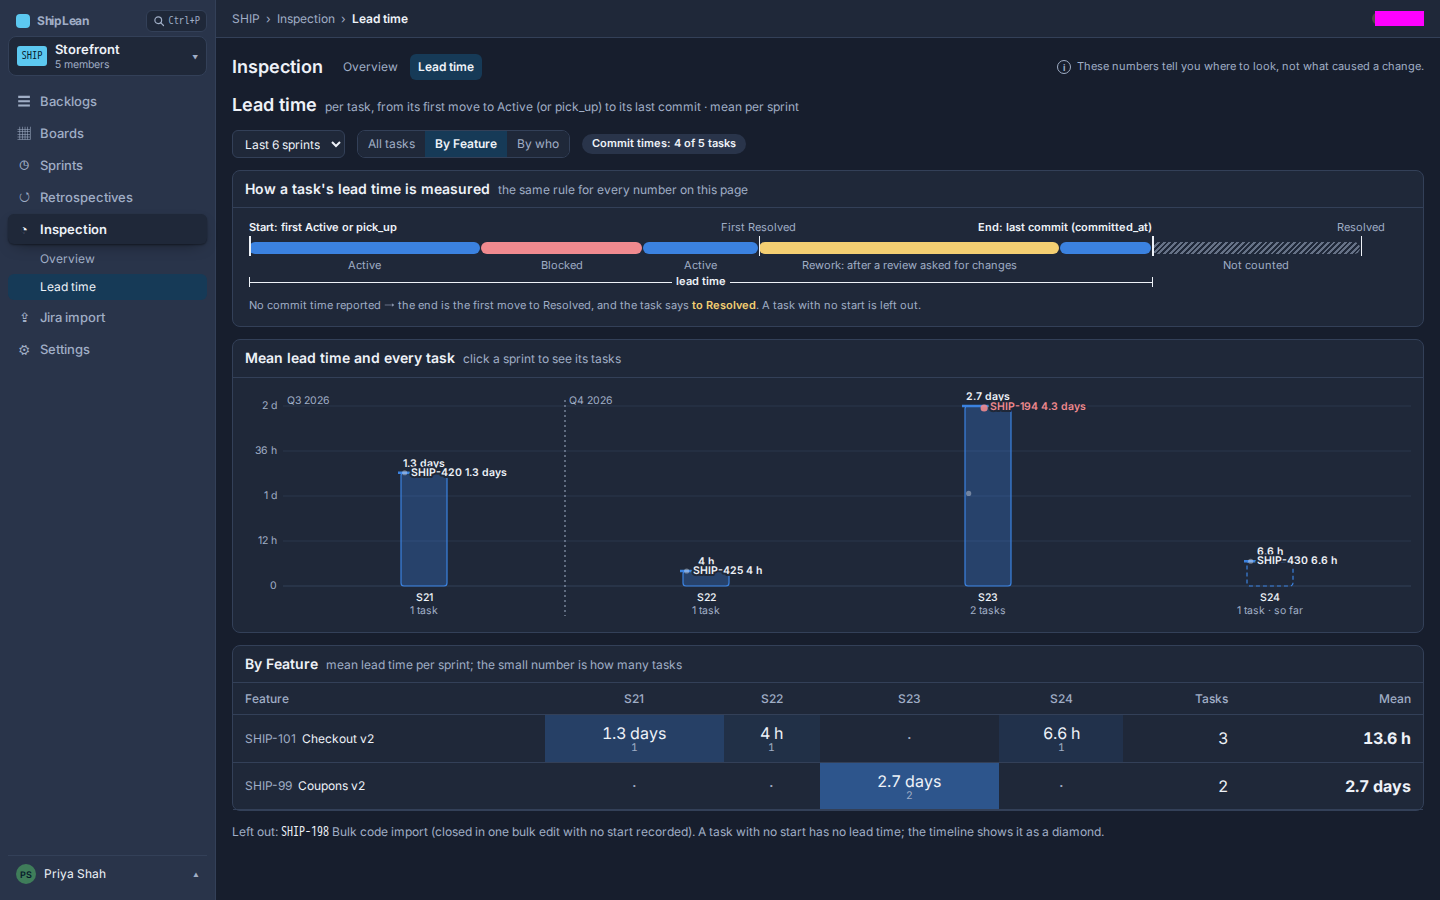 ShipLean
Ctrl+P
SHIP
Storefront
5 members
Backlogs
Boards
Sprints
Retrospectives
Inspection
Overview
Lead time
Jira import
Settings
PS
Priya Shah
SHIP › Inspection › Lead time
Inspection Overview Lead time
These numbers tell you where to look, not what caused a change.
Lead time per task, from its first move to Active (or pick_up) to its last commit · mean per sprint
Last 6 sprints All tasks By Feature By who Commit times: 4 of 5 tasks
How a task's lead time is measured the same rule for every number on this page
Start: first Active or pick_up First Resolved End: last commit (committed_at) Resolved
Active Blocked Active Rework: after a review asked for changes Not counted
lead time
No commit time reported → the end is the first move to Resolved, and the task says to Resolved. A task with no start is left out.
Mean lead time and every task click a sprint to see its tasks
Q3 2026 Q4 2026
2 d
36 h
1 d
12 h
0
1.3 days
SHIP-420 1.3 days
4 h
SHIP-425 4 h
2.7 days
SHIP-194 4.3 days
6.6 h
SHIP-430 6.6 h
S21 S22 S23 S24
1 task 1 task 2 tasks 1 task · so far
By Feature mean lead time per sprint; the small number is how many tasks
Feature S21 S22 S23 S24 Tasks Mean
SHIP-101 Checkout v2 1.3 days 4 h · 6.6 h 3 13.6 h
1 1 1
SHIP-99 Coupons v2 · · 2.7 days · 2 2.7 days
2
Left out: SHIP-198 Bulk code import (closed in one bulk edit with no start recorded). A task with no start has no lead time; the timeline shows it as a diamond.